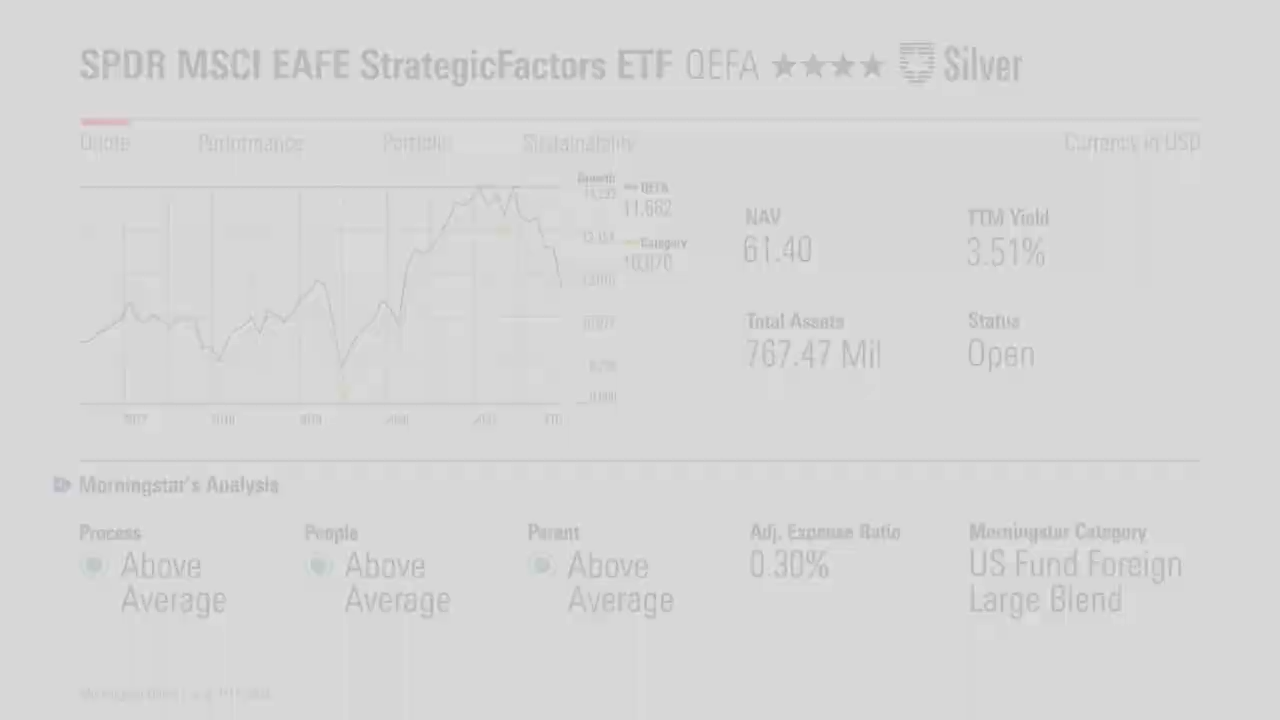 SPDR MSCI EAFE StrategicFactors ETF QEFA ★★★★ Silver
Quote Performance Portfolio Sustainability Currency in USD
Growth
QEFA
11,662
Category
NAV
61.40
TTM Yield
3.51%
Total Assets
767.47 Mil
Status
Open
Morningstar's Analysis
Process
Above
Average
People
Above
Average
Parent
Above
Average
Adj. Expense Ratio
0.30%
Morningstar Category
US Fund Foreign
Large Blend